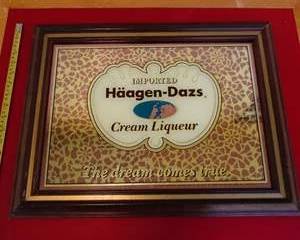 IMPORTED
Häagen-Dazs
Cream Liqueur
The dream comes true.